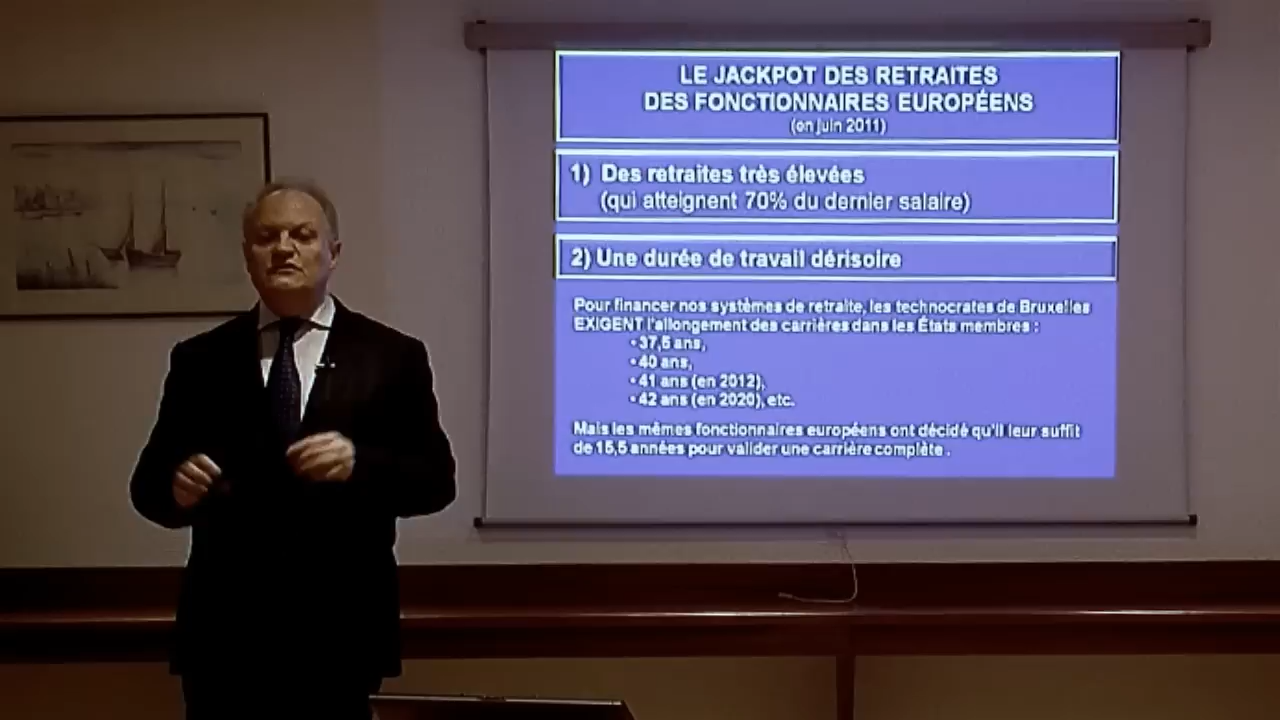 LE JACKPOT DES RETRAITES
DES FONCTIONNAIRES EUROPÉENS
(en juin 2011)
1) Des retraites très élevées
(qui atteignent 70% du dernier salaire)
2) Une durée de travail dérisoire
Pour financer nos systèmes de retraite, les technocrates de Bruxelles
EXIGENT l'allongement des carrières dans les États membres :
• 37,5 ans,
• 40 ans,
• 41 ans (en 2012),
• 42 ans (en 2020), etc.
Mais les mêmes fonctionnaires européens ont décidé qu'il leur suffit
de 15,5 années pour valider une carrière complète .